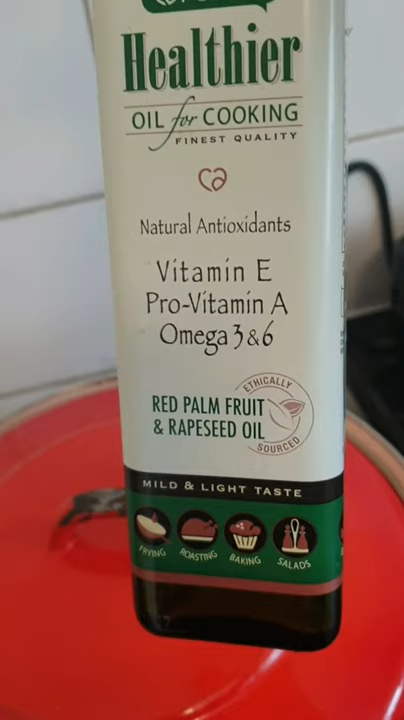 Healthier
OIL for COOKING
FINEST QUALITY
Natural Antioxidants
Vitamin E
Pro-Vitamin A
Omega 3 & 6
ETHICALLY
RED PALM FRUIT
& RAPESEED OIL
SOURCED
MILD & LIGHT TASTE
FRYING ROASTING BAKING SALADS